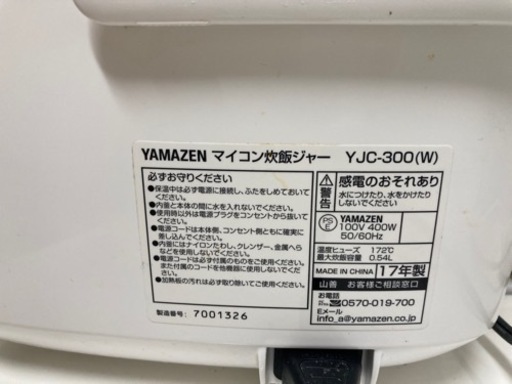 YAMAZEN マイコン炊飯ジャー YJC-300(W)
必ずお守りください
●保温中は必ず電源に接続し、ふたをしめておいて
ください。
●内釜と本体の間に水を入れないでください。
●使用時以外は電源プラグをコンセントから抜いて
ください。
●電源コードは本体側、コンセント側ともに確実に
差し込んでください。
●内釜にはナイロンたわし、クレンザー、金属へら
などを使用しないでください。
●電源コードは必ず付属のものをご使用ください。
また付属のコードを他機器に使用しないでくだ
さい。
●加熱板の汚れは必ず取り除いてご使用ください。
製造番号: 7001326
警告
感電のおそれあり
水につけたり、水をかけたり
しないでください
PS
E
YAMAZEN
100V 400W
50/60Hz
温度ヒューズ 172℃
最大炊飯容量 0.54L
MADE IN CHINA 17年製
山善 お客様ご相談窓口
お電話
0570-019-700
Eメール
info_a@yamazen.co.jp